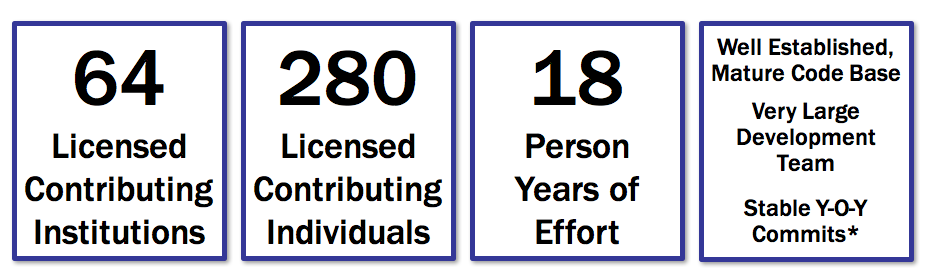 64
Licensed
Contributing
Institutions
280
Licensed
Contributing
Individuals
18
Person
Years of
Effort
Well Established,
Mature Code Base
Very Large
Development
Team
Stable Y-O-Y
Commits*